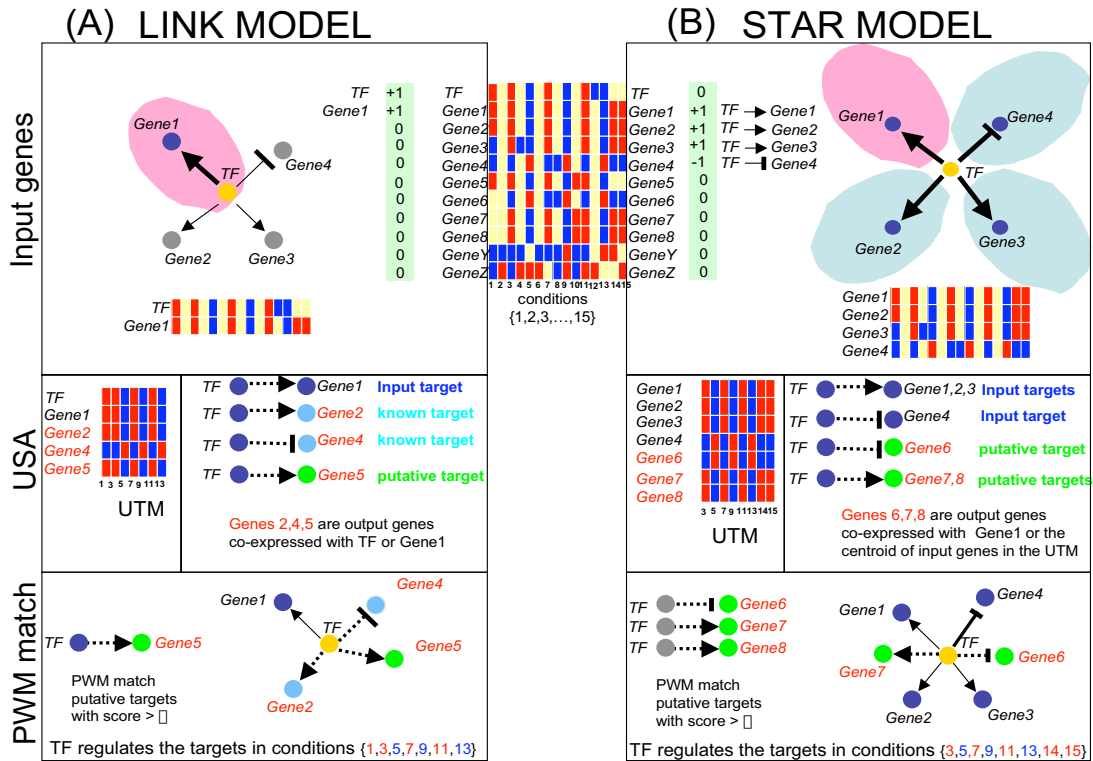 (A) LINK MODEL
(B) STAR MODEL
Input genes
Gene1
TF
Gene4
Gene2
Gene3
TF +1
Gene1 +1
0
0
0
0
0
0
0
0
0
TF
Gene1
Gene2
Gene3
Gene4
Gene5
Gene6
Gene7
Gene8
GeneY
GeneZ
1 2 3 4 5 6 7 8 9 10 11 12 13 14 15
conditions
{1,2,3,...,15}
TF 0
Gene1 +1 TF Gene1
Gene2 +1 TF Gene2
Gene3 +1 TF Gene3
Gene4 -1 TF Gene4
Gene5 0
Gene6 0
Gene7 0
Gene8 0
GeneY 0
GeneZ 0
Gene1
Gene4
TF
Gene2
Gene3
TF
Gene1
Gene1
Gene2
Gene3
Gene4
USA
TF
Gene1
Gene2
Gene4
Gene5
1 3 5 7 9 11 13
UTM
TF Gene1 Input target
TF Gene2 known target
TF Gene4 known target
TF Gene5 putative target
Genes 2,4,5 are output genes
co-expressed with TF or Gene1
Gene1
Gene2
Gene3
Gene4
Gene6
Gene7
Gene8
3 5 7 9 11 13 14 15
UTM
TF Gene1,2,3 Input targets
TF Gene4 Input target
TF Gene6 putative target
TF Gene7,8 putative targets
Genes 6,7,8 are output genes
co-expressed with Gene1 or the
centroid of input genes in the UTM
PWM match
TF Gene5
PWM match
putative targets
with score >
Gene4
Gene1
TF
Gene5
Gene2
TF regulates the targets in conditions {1,3,5,7,9,11,13}
TF Gene6
TF Gene7
TF Gene8
PWM match
putative targets
with score >
Gene4
Gene1
TF
Gene6
Gene7
Gene2
Gene3
TF regulates the targets in conditions {3,5,7,9,11,13,14,15}